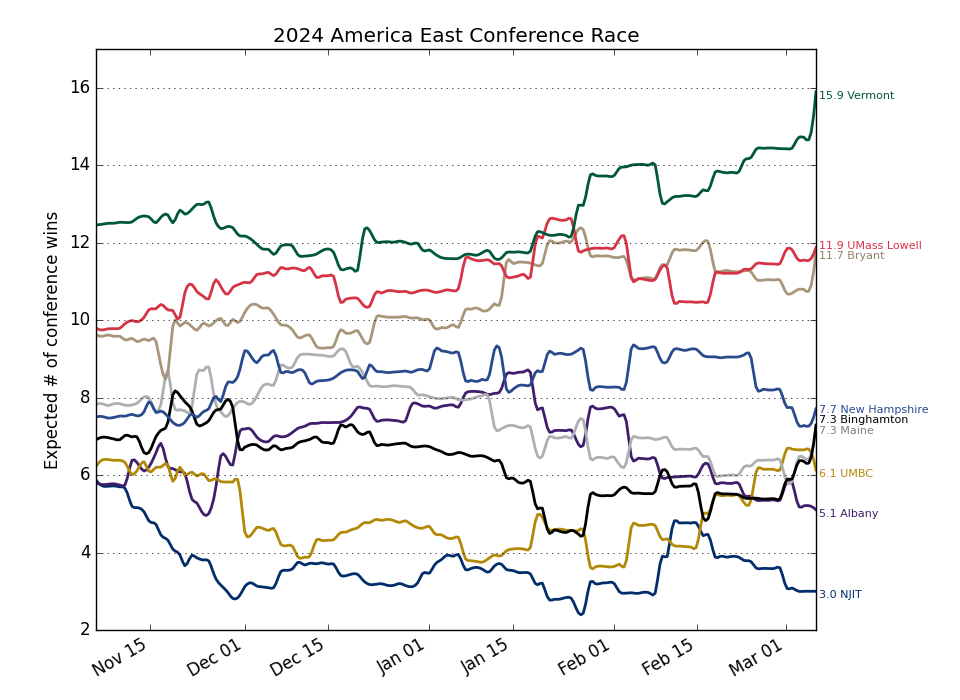 2024 America East Conference Race
Expected # of conference wins
16
14
12
10
8
6
4
2
15.9 Vermont
11.9 UMass Lowell
11.7 Bryant
7.7 New Hampshire
7.3 Binghamton
7.3 Maine
6.1 UMBC
5.1 Albany
3.0 NJIT
Nov 15
Dec 01
Dec 15
Jan 01
Jan 15
Feb 01
Feb 15
Mar 01